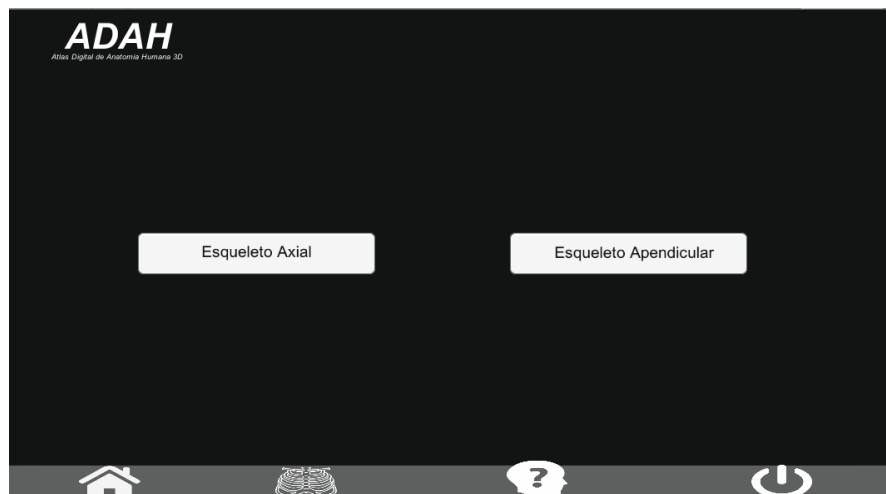 ADAH
Atlas Digital de Anatomia Humana 3D
Esqueleto Axial
Esqueleto Apendicular
?